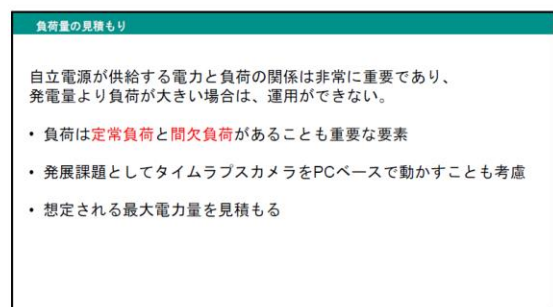 負荷量の見積もり
自立電源が供給する電力と負荷の関係は非常に重要であり、
発電量より負荷が大きい場合は、運用ができない。
• 負荷は定常負荷と間欠負荷があることも重要な要素
• 発展課題としてタイムラプスカメラをPCベースで動かすことも考慮
• 想定される最大電力量を見積もる